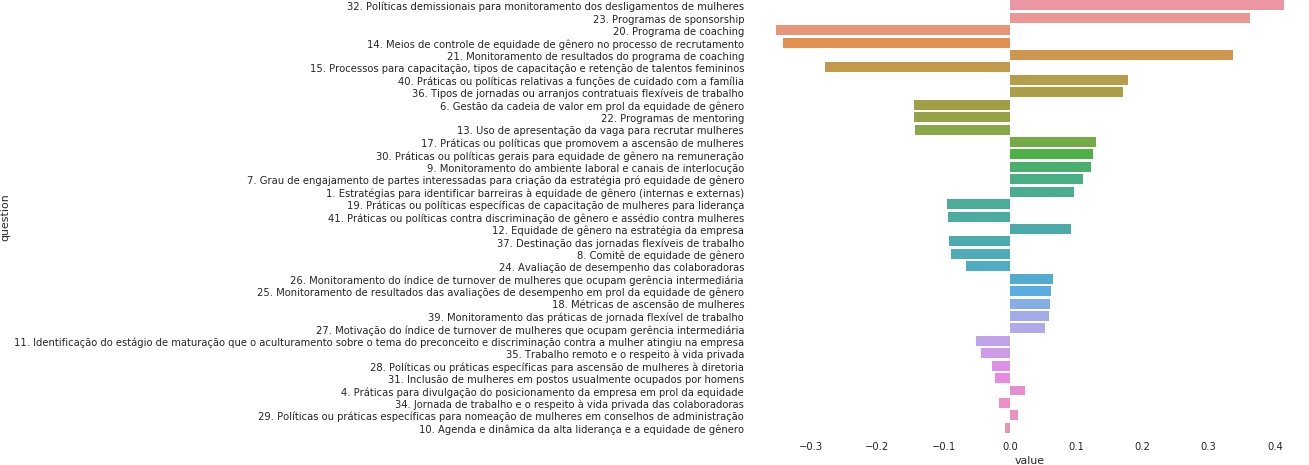 32. Políticas demissionais para monitoramento dos desligamentos de mulheres
23. Programas de sponsorship
20. Programa de coaching
14. Meios de controle de equidade de gênero no processo de recrutamento
21. Monitoramento de resultados do programa de coaching
15. Processos para capacitação, tipos de capacitação e retenção de talentos femininos
40. Práticas ou políticas relativas a funções de cuidado com a família
36. Tipos de jornadas ou arranjos contratuais flexíveis de trabalho
6. Gestão da cadeia de valor em prol da equidade de gênero
22. Programas de mentoring
13. Uso de apresentação da vaga para recrutar mulheres
17. Práticas ou políticas que promovem a ascensão de mulheres
30. Práticas ou políticas gerais para equidade de gênero na remuneração
9. Monitoramento do ambiente laboral e canais de interlocução
7. Grau de engajamento de partes interessadas para criação da estratégia pró equidade de gênero
1. Estratégias para identificar barreiras à equidade de gênero (internas e externas)
19. Práticas ou políticas específicas de capacitação de mulheres para liderança
41. Práticas ou políticas contra discriminação de gênero e assédio contra mulheres
12. Equidade de gênero na estratégia da empresa
37. Destinação das jornadas flexíveis de trabalho
8. Comitê de equidade de gênero
24. Avaliação de desempenho das colaboradoras
26. Monitoramento do índice de turnover de mulheres que ocupam gerência intermediária
25. Monitoramento de resultados das avaliações de desempenho em prol da equidade de gênero
18. Métricas de ascensão de mulheres
39. Monitoramento das práticas de jornada flexível de trabalho
27. Motivação do índice de turnover de mulheres que ocupam gerência intermediária
11. Identificação do estágio de maturação que o aculturamento sobre o tema do preconceito e discriminação contra a mulher atingiu na empresa
35. Trabalho remoto e o respeito à vida privada
28. Políticas ou práticas específicas para ascensão de mulheres à diretoria
31. Inclusão de mulheres em postos usualmente ocupados por homens
4. Práticas para divulgação do posicionamento da empresa em prol da equidade
34. Jornada de trabalho e o respeito à vida privada das colaboradoras
29. Políticas ou práticas específicas para nomeação de mulheres em conselhos de administração
10. Agenda e dinâmica da alta liderança e a equidade de gênero
question
−0.3 −0.2 −0.1 0.0 0.1 0.2 0.3 0.4
value